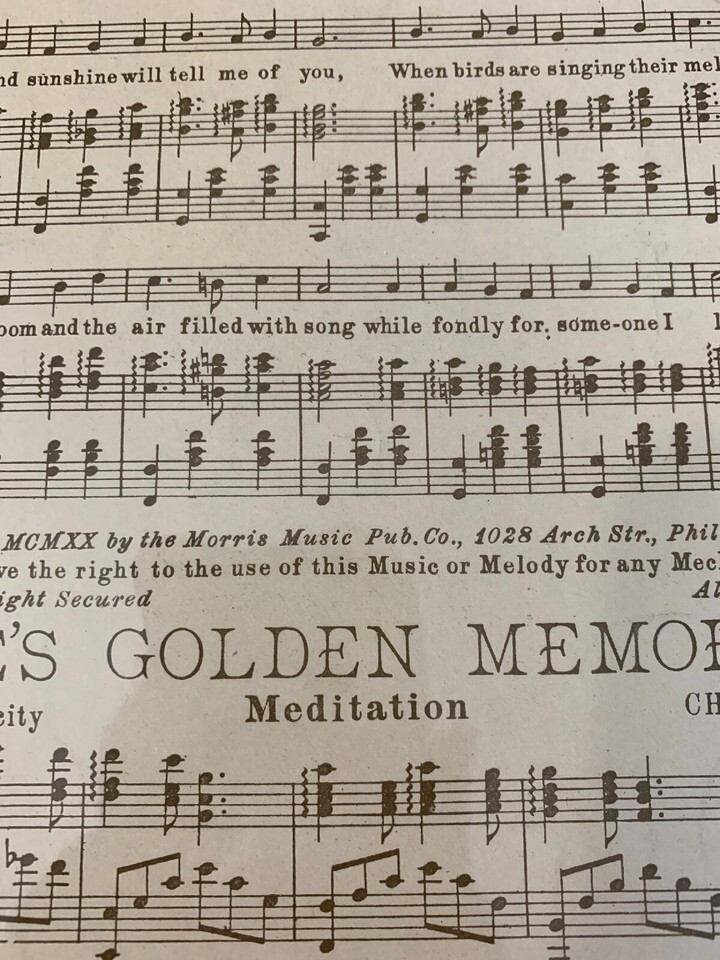 nd sunshine will tell me of you, When birds are singing their mel
oom and the air filled with song while fondly for, some-one I l
MCMXX by the Morris Music Pub. Co., 1028 Arch Str., Phil
ve the right to the use of this Music or Melody for any Mec
ight Secured Al
E'S GOLDEN MEMO
city Meditation CH